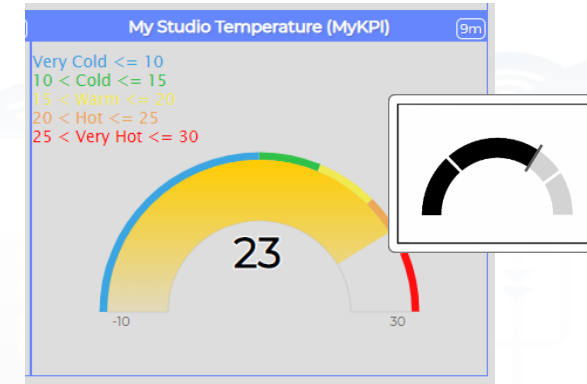 My Studio Temperature (MyKPI)
9m
Very Cold <= 10
10 < Cold <= 15
15 < Warm <= 20
20 < Hot <= 25
25 < Very Hot <= 30
23
-10
30